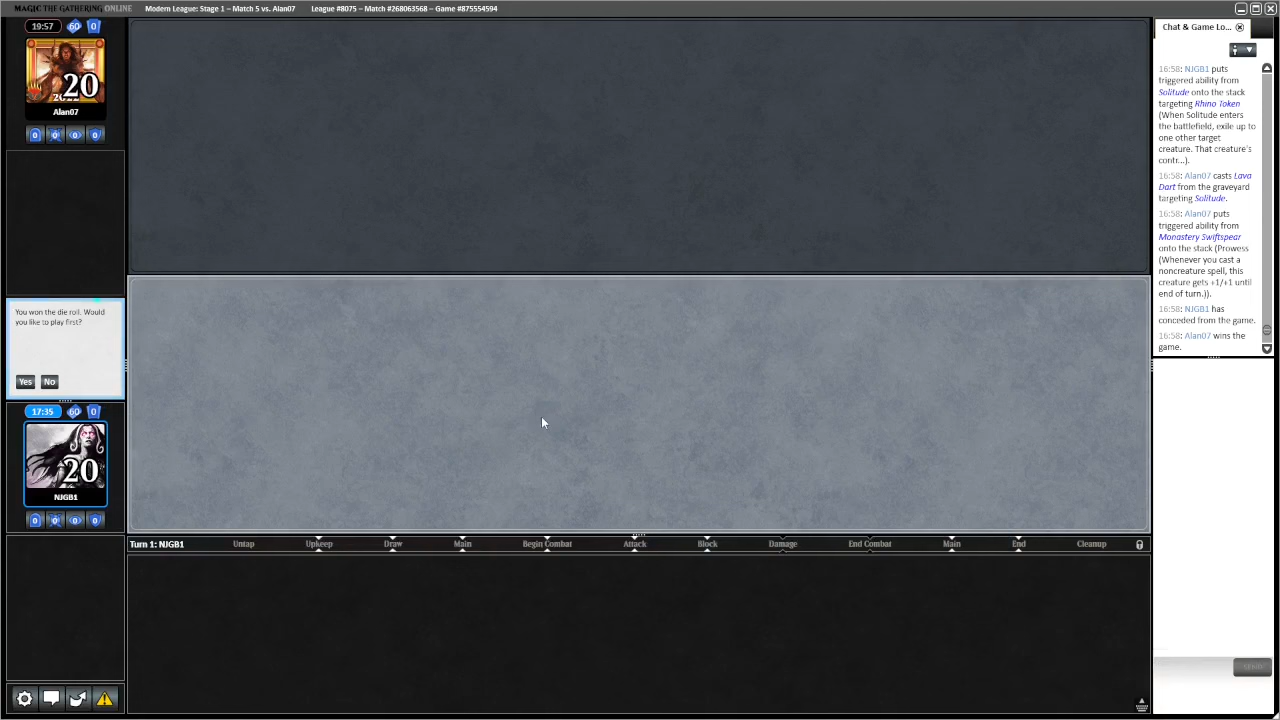 MAGIC THE GATHERING ONLINE Modern League: Stage 1 – Match 5 vs. Alan07 League #8075 – Match #268063568 – Game #875554594
19:57 60 0
20
2022
Alan07
0 0 0 0
You won the die roll. Would
you like to play first?
Yes No
17:35 60 0
20
NJGB1
0 0 0 0
Turn 1: NJGB1 Untap Upkeep Draw Main Begin Combat Attack Block Damage End Combat Main End Cleanup
Chat & Game Lo...
16:58: NJGB1 puts
triggered ability from
Solitude onto the stack
targeting Rhino Token
(When Solitude enters
the battlefield, exile up to
one other target
creature. That creature's
contr...).
16:58: Alan07 casts Lava
Dart from the graveyard
targeting Solitude.
16:58: Alan07 puts
triggered ability from
Monastery Swiftspear
onto the stack (Prowess
(Whenever you cast a
noncreature spell, this
creature gets +1/+1 until
end of turn.)).
16:58: NJGB1 has
conceded from the game.
16:58: Alan07 wins the
game.
SEND